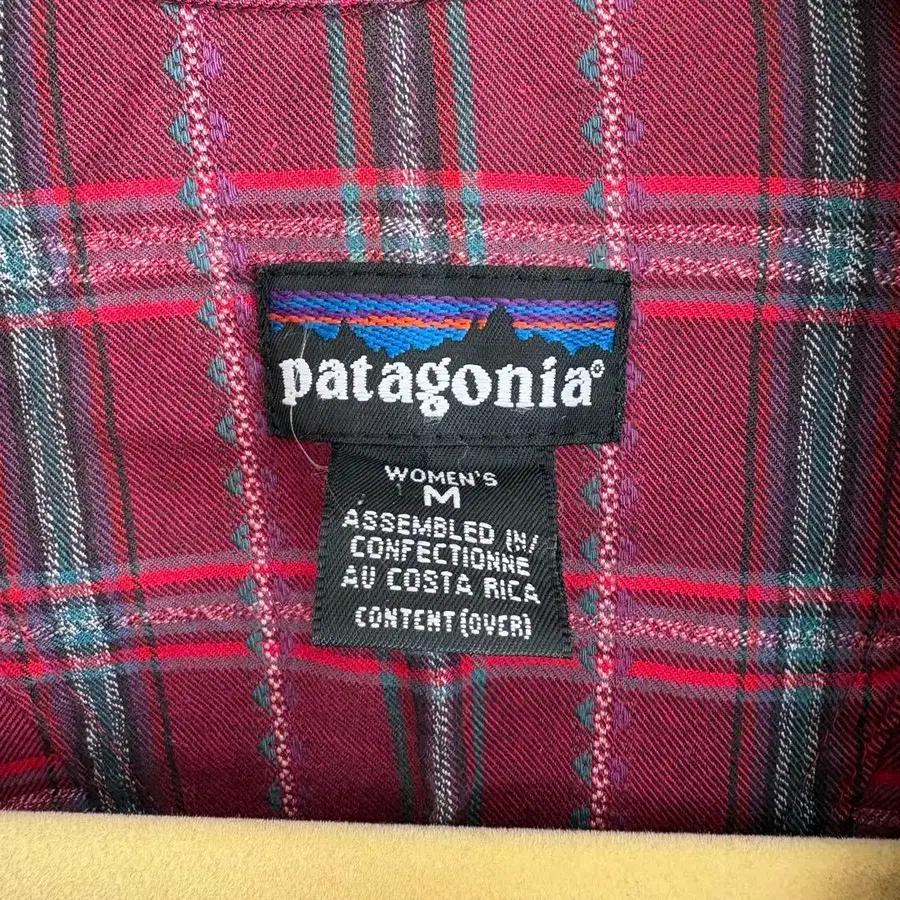 patagonia®
WOMEN'S
M
ASSEMBLED IN/
CONFECTIONNE
AU COSTA RICA
CONTENT (OVER)